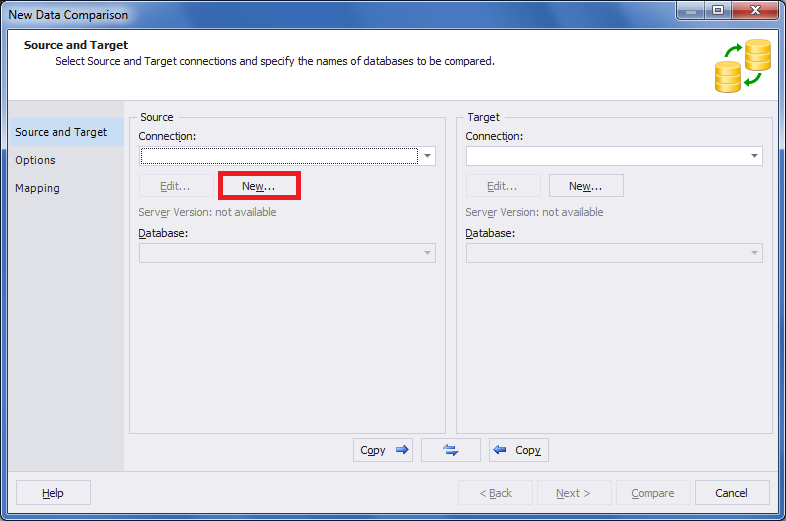 New Data Comparison
Source and Target
Select Source and Target connections and specify the names of databases to be compared.
Source and Target
Options
Mapping
Source
Connection:
Edit...
New...
Server Version: not available
Database:
Target
Connection:
Edit...
New...
Server Version: not available
Database:
Copy
Copy
Help
< Back
Next >
Compare
Cancel